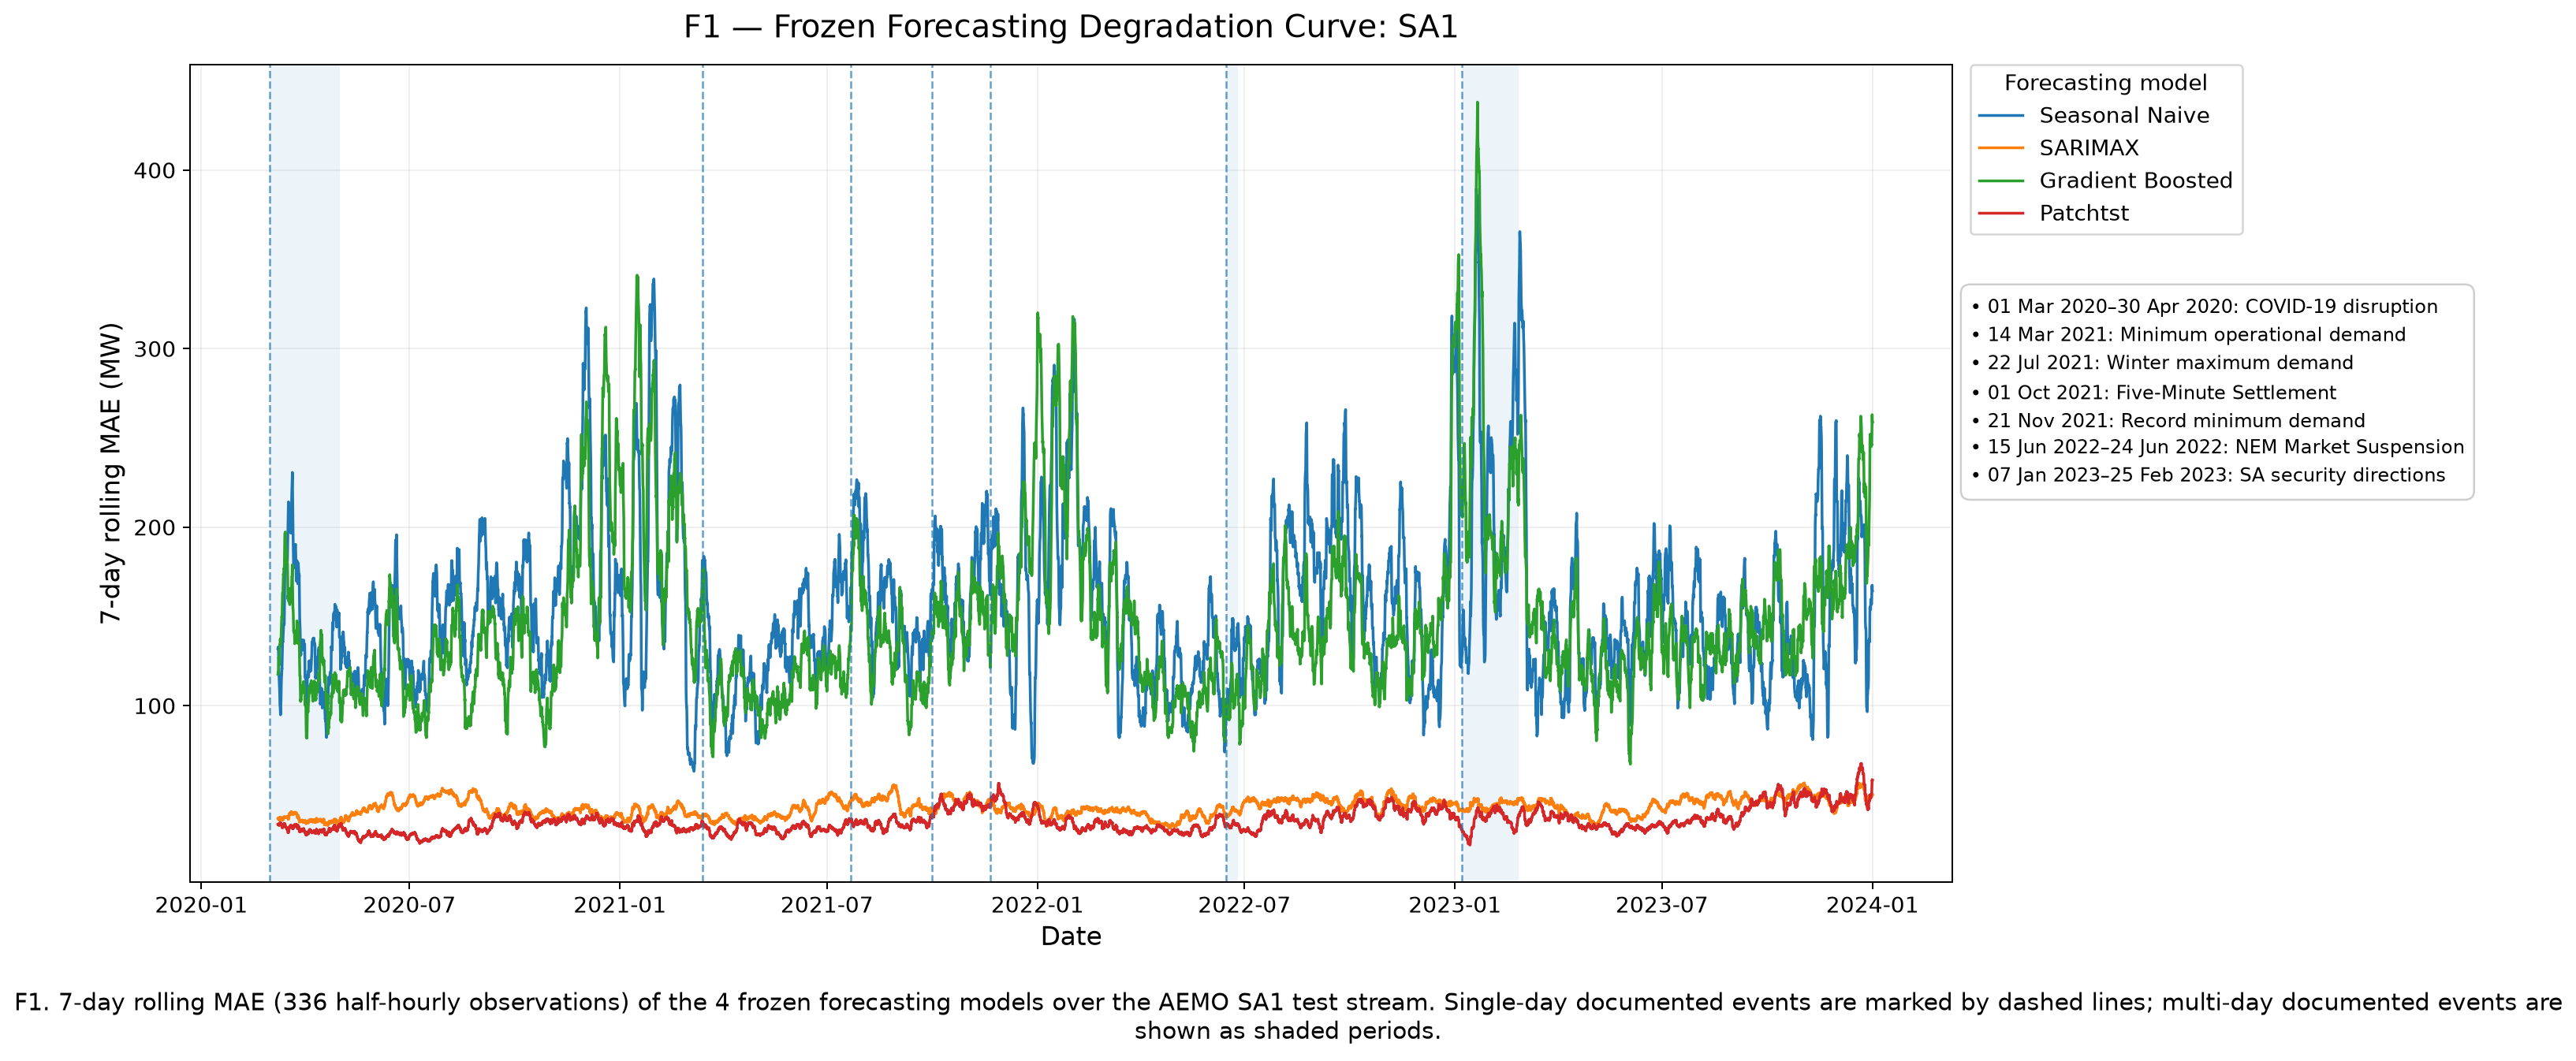 F1 — Frozen Forecasting Degradation Curve: SA1
7-day rolling MAE (MW)
400
300
200
100
2020-01
2020-07
2021-01
2021-07
2022-01
2022-07
2023-01
2023-07
2024-01
Date
Forecasting model
Seasonal Naive
SARIMAX
Gradient Boosted
Patchtst
• 01 Mar 2020–30 Apr 2020: COVID-19 disruption
• 14 Mar 2021: Minimum operational demand
• 22 Jul 2021: Winter maximum demand
• 01 Oct 2021: Five-Minute Settlement
• 21 Nov 2021: Record minimum demand
• 15 Jun 2022–24 Jun 2022: NEM Market Suspension
• 07 Jan 2023–25 Feb 2023: SA security directions
F1. 7-day rolling MAE (336 half-hourly observations) of the 4 frozen forecasting models over the AEMO SA1 test stream. Single-day documented events are marked by dashed lines; multi-day documented events are
shown as shaded periods.